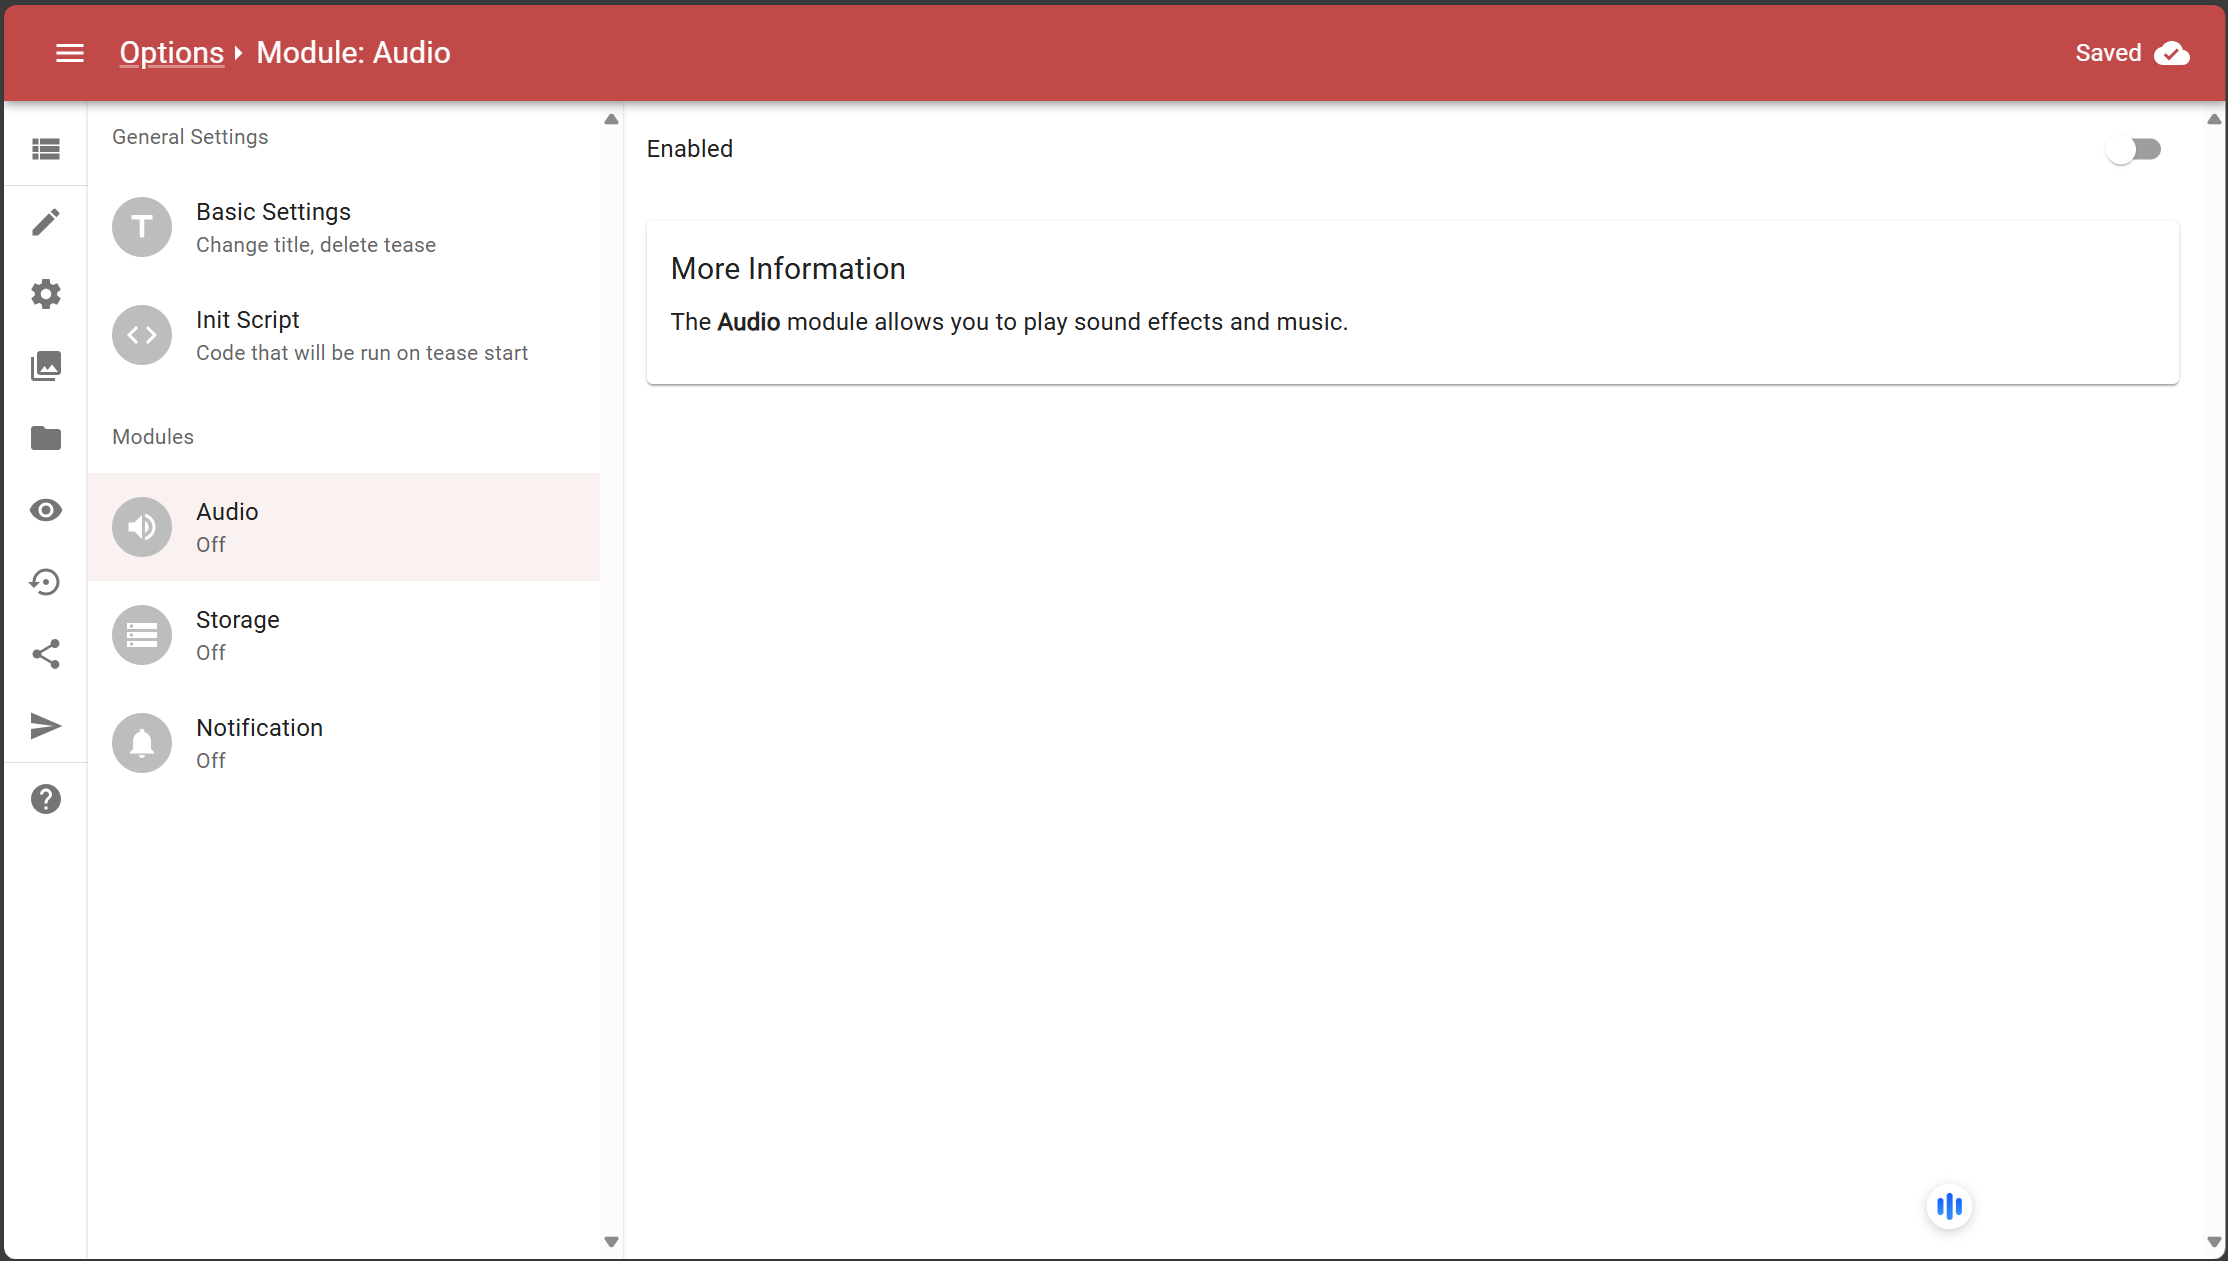 Options
Module: Audio
Saved
General Settings
Basic Settings
Change title, delete tease
Init Script
Code that will be run on tease start
Modules
Audio
Off
Storage
Off
Notification
Off
Enabled
More Information
The Audio module allows you to play sound effects and music.